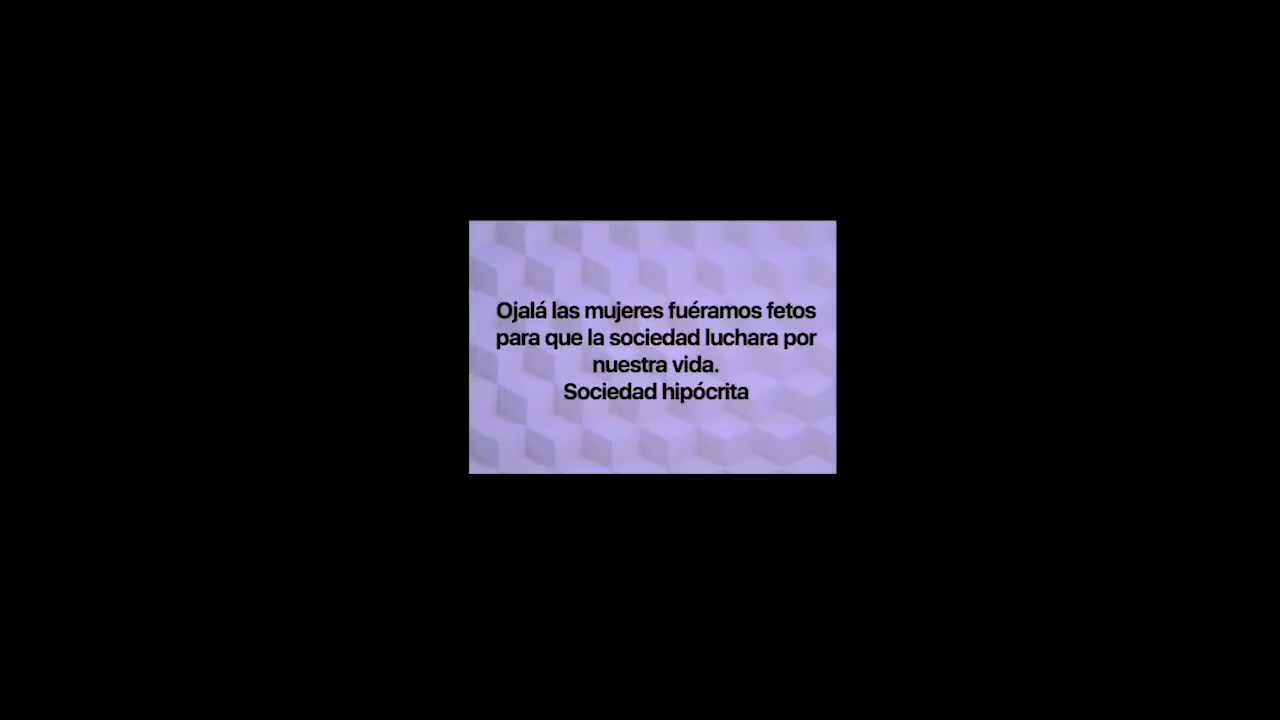 Ojalá las mujeres fuéramos fetos
para que la sociedad luchara por
nuestra vida.
Sociedad hipócrita